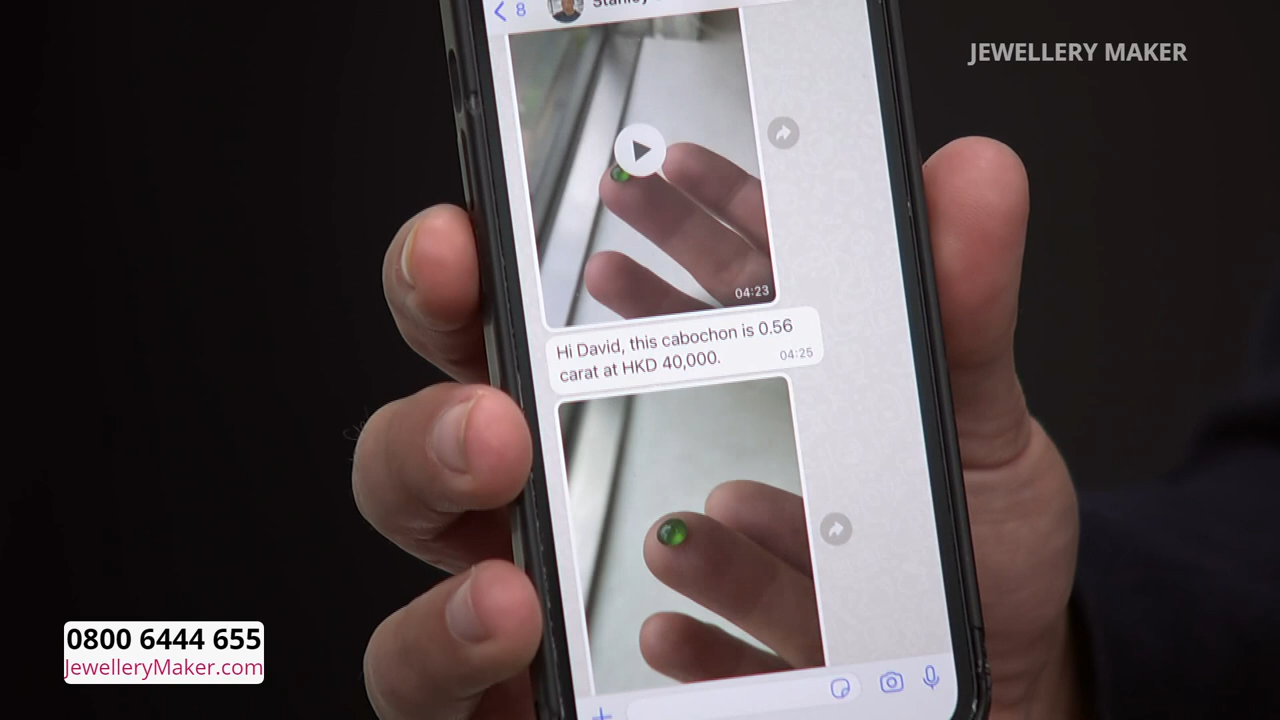 8
JEWELLERY MAKER
04:23
Hi David, this cabochon is 0.56
carat at HKD 40,000.
04:25
0800 6444 655
JewelleryMaker.com